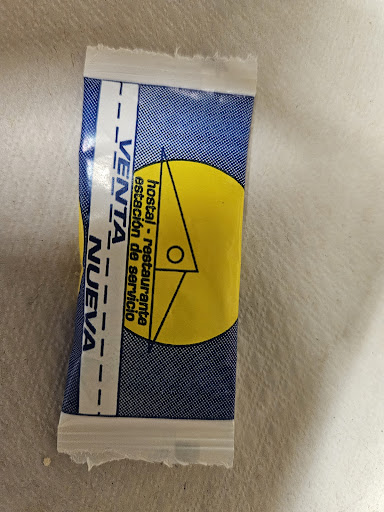 VENTA NUEVA
hostal - restaurante
estación de servicio